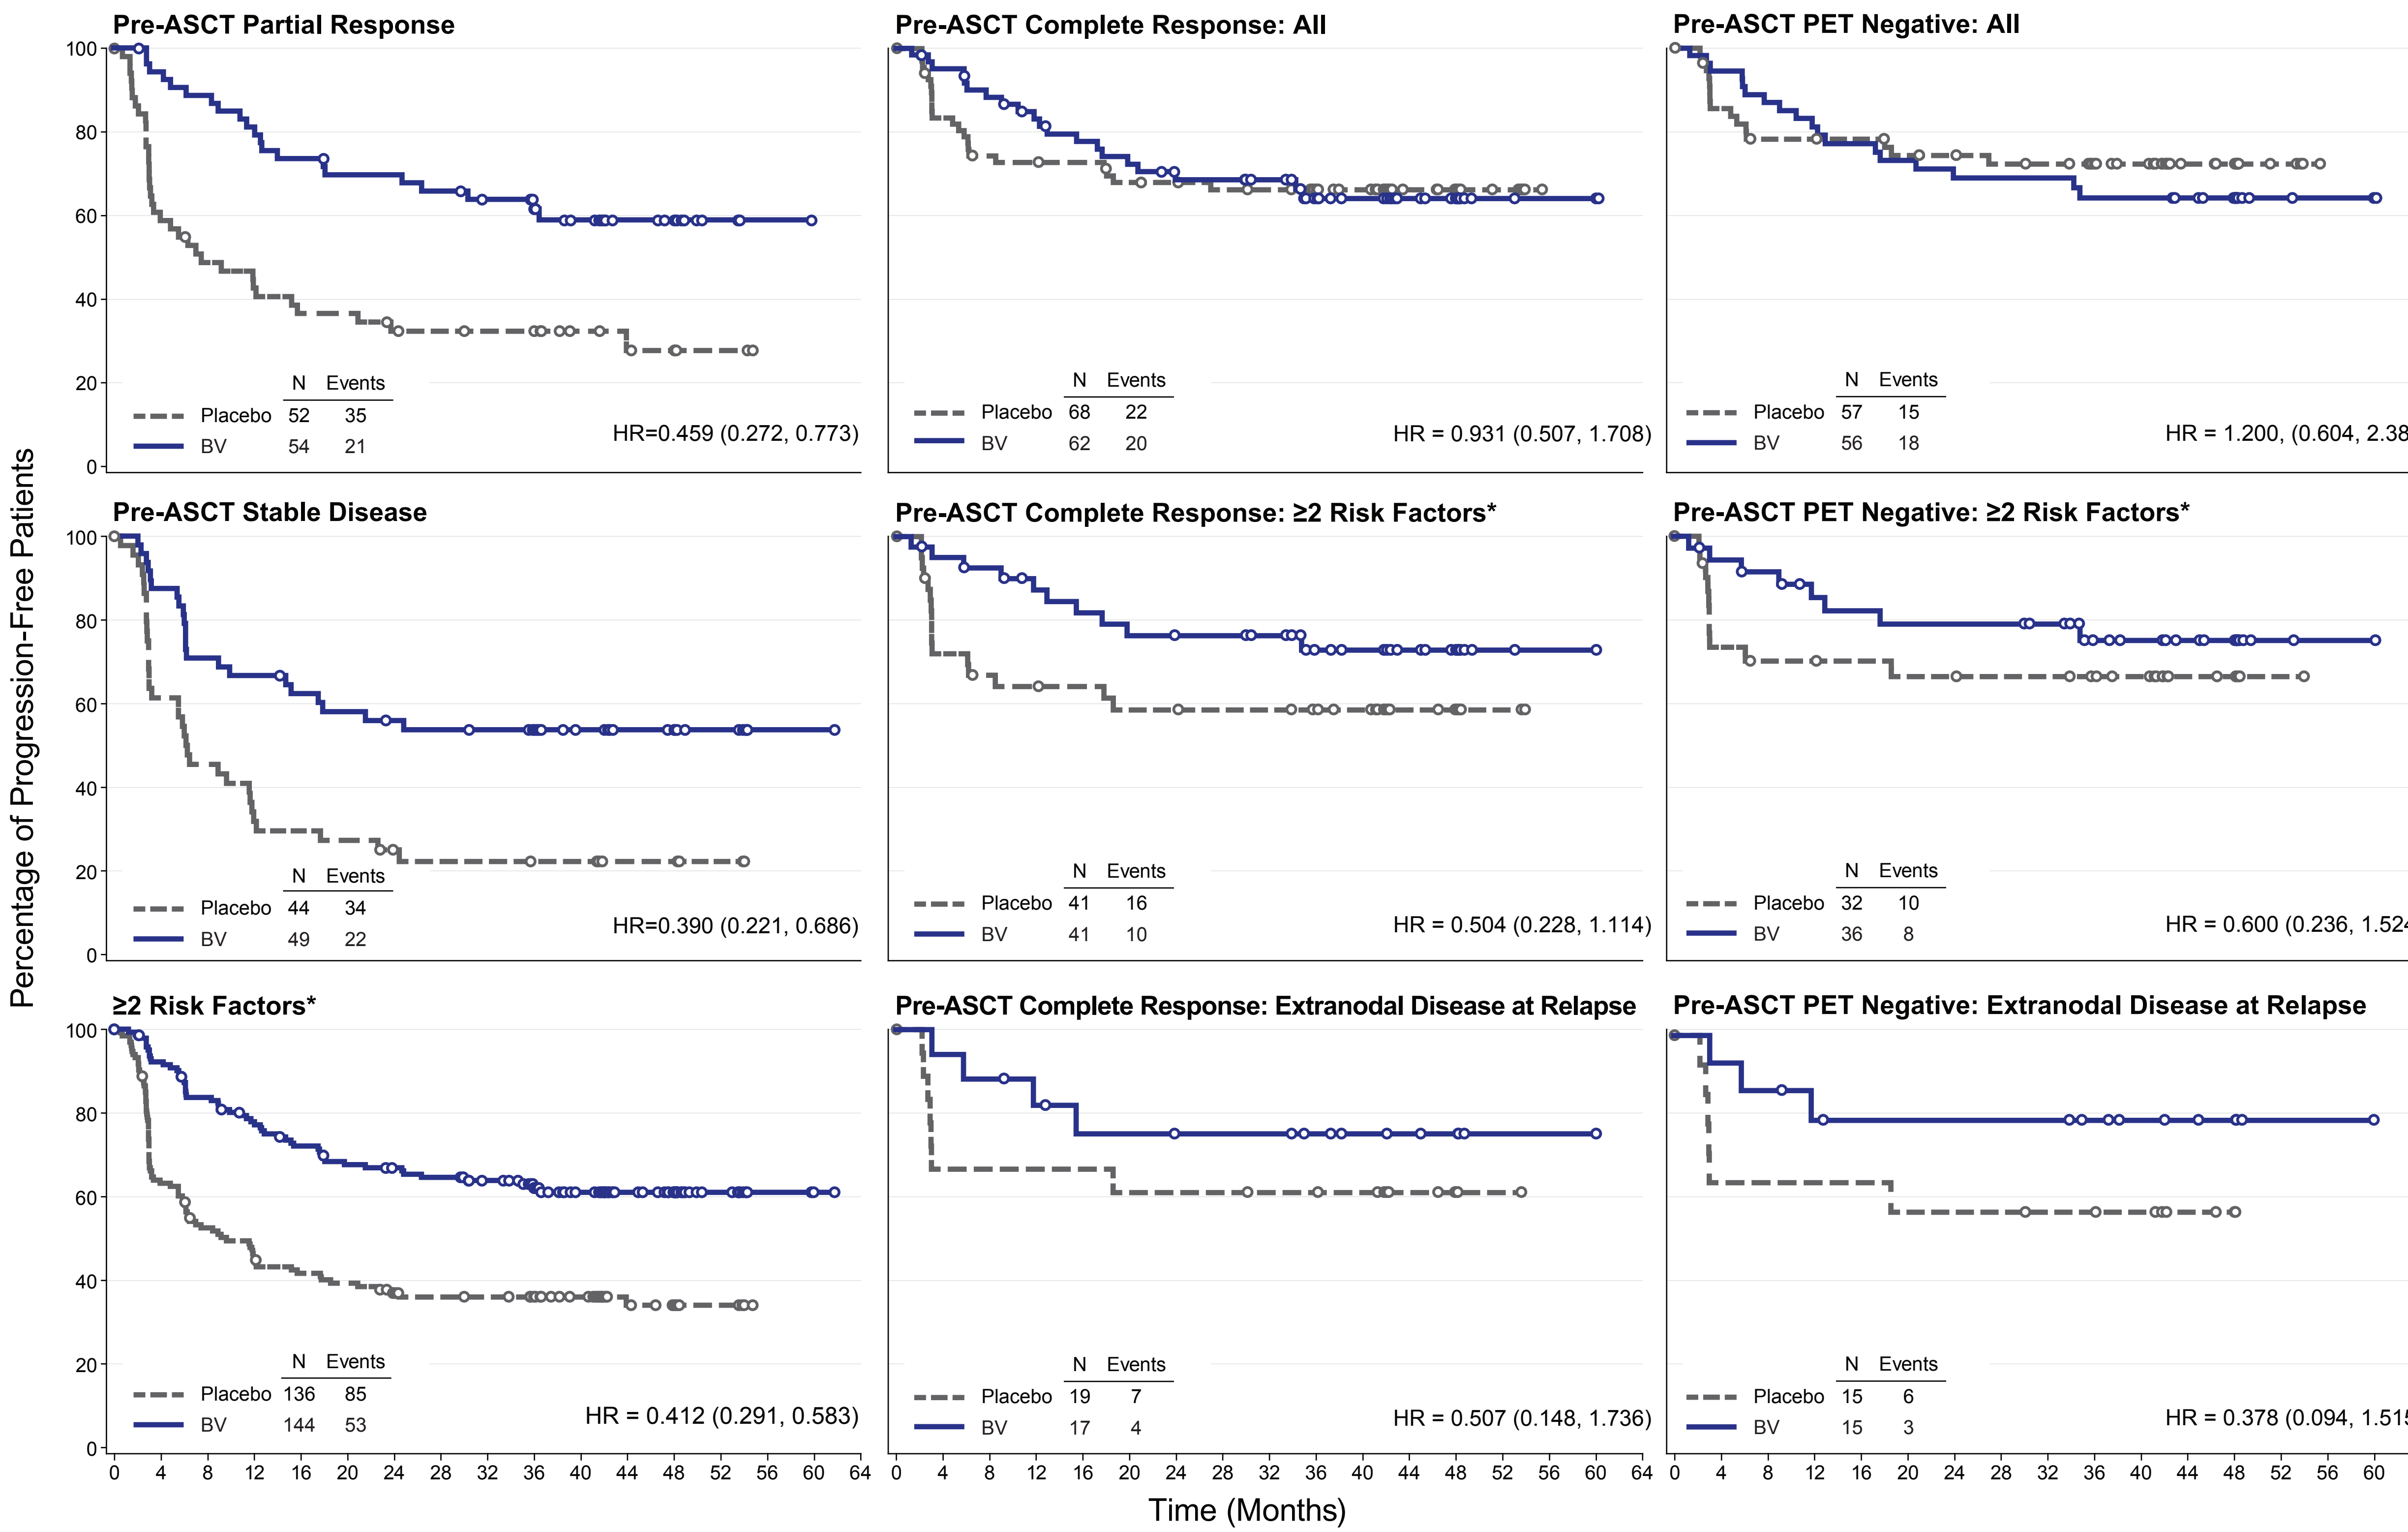 Percentage of Progression-Free Patients
Pre-ASCT Partial Response
100
80
60
40
20
0
N Events
Placebo 52 35
BV 54 21
HR=0.459 (0.272, 0.773)
Pre-ASCT Complete Response: All
N Events
Placebo 68 22
BV 62 20
HR = 0.931 (0.507, 1.708)
Pre-ASCT PET Negative: All
N Events
Placebo 57 15
BV 56 18
HR = 1.200, (0.604, 2.38
Pre-ASCT Stable Disease
100
80
60
40
20
0
N Events
Placebo 44 34
BV 49 22
HR=0.390 (0.221, 0.686)
Pre-ASCT Complete Response: ≥2 Risk Factors*
N Events
Placebo 41 16
BV 41 10
HR = 0.504 (0.228, 1.114)
Pre-ASCT PET Negative: ≥2 Risk Factors*
N Events
Placebo 32 10
BV 36 8
HR = 0.600 (0.236, 1.524
≥2 Risk Factors*
100
80
60
40
20
0
N Events
Placebo 136 85
BV 144 53
HR = 0.412 (0.291, 0.583)
0 4 8 12 16 20 24 28 32 36 40 44 48 52 56 60 64
Pre-ASCT Complete Response: Extranodal Disease at Relapse
N Events
Placebo 19 7
BV 17 4
HR = 0.507 (0.148, 1.736)
0 4 8 12 16 20 24 28 32 36 40 44 48 52 56 60 64
Pre-ASCT PET Negative: Extranodal Disease at Relapse
N Events
Placebo 15 6
BV 15 3
HR = 0.378 (0.094, 1.515
0 4 8 12 16 20 24 28 32 36 40 44 48 52 56 60
Time (Months)